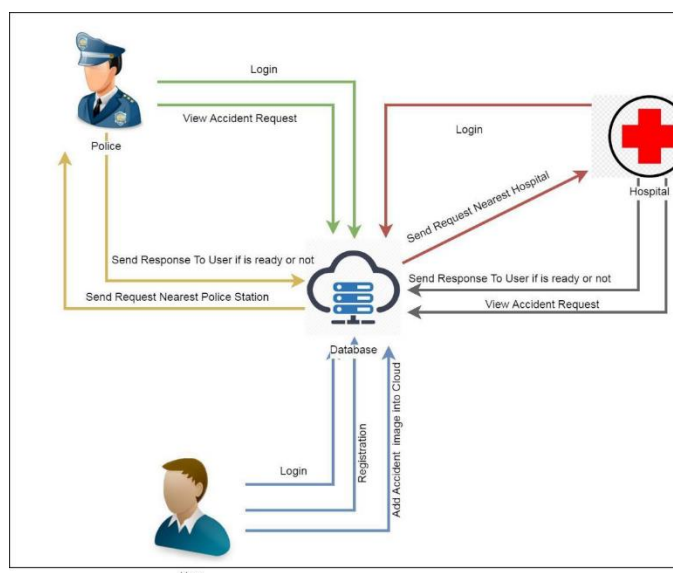 Login
View Accident Request
Police
Login
Send Request Nearest Hospital
Hospital
Send Response To User if is ready or not
Send Request Nearest Police Station
Send Response To User if is ready or not
View Accident Request
Database
Login
Registration
Add Accident image into Cloud